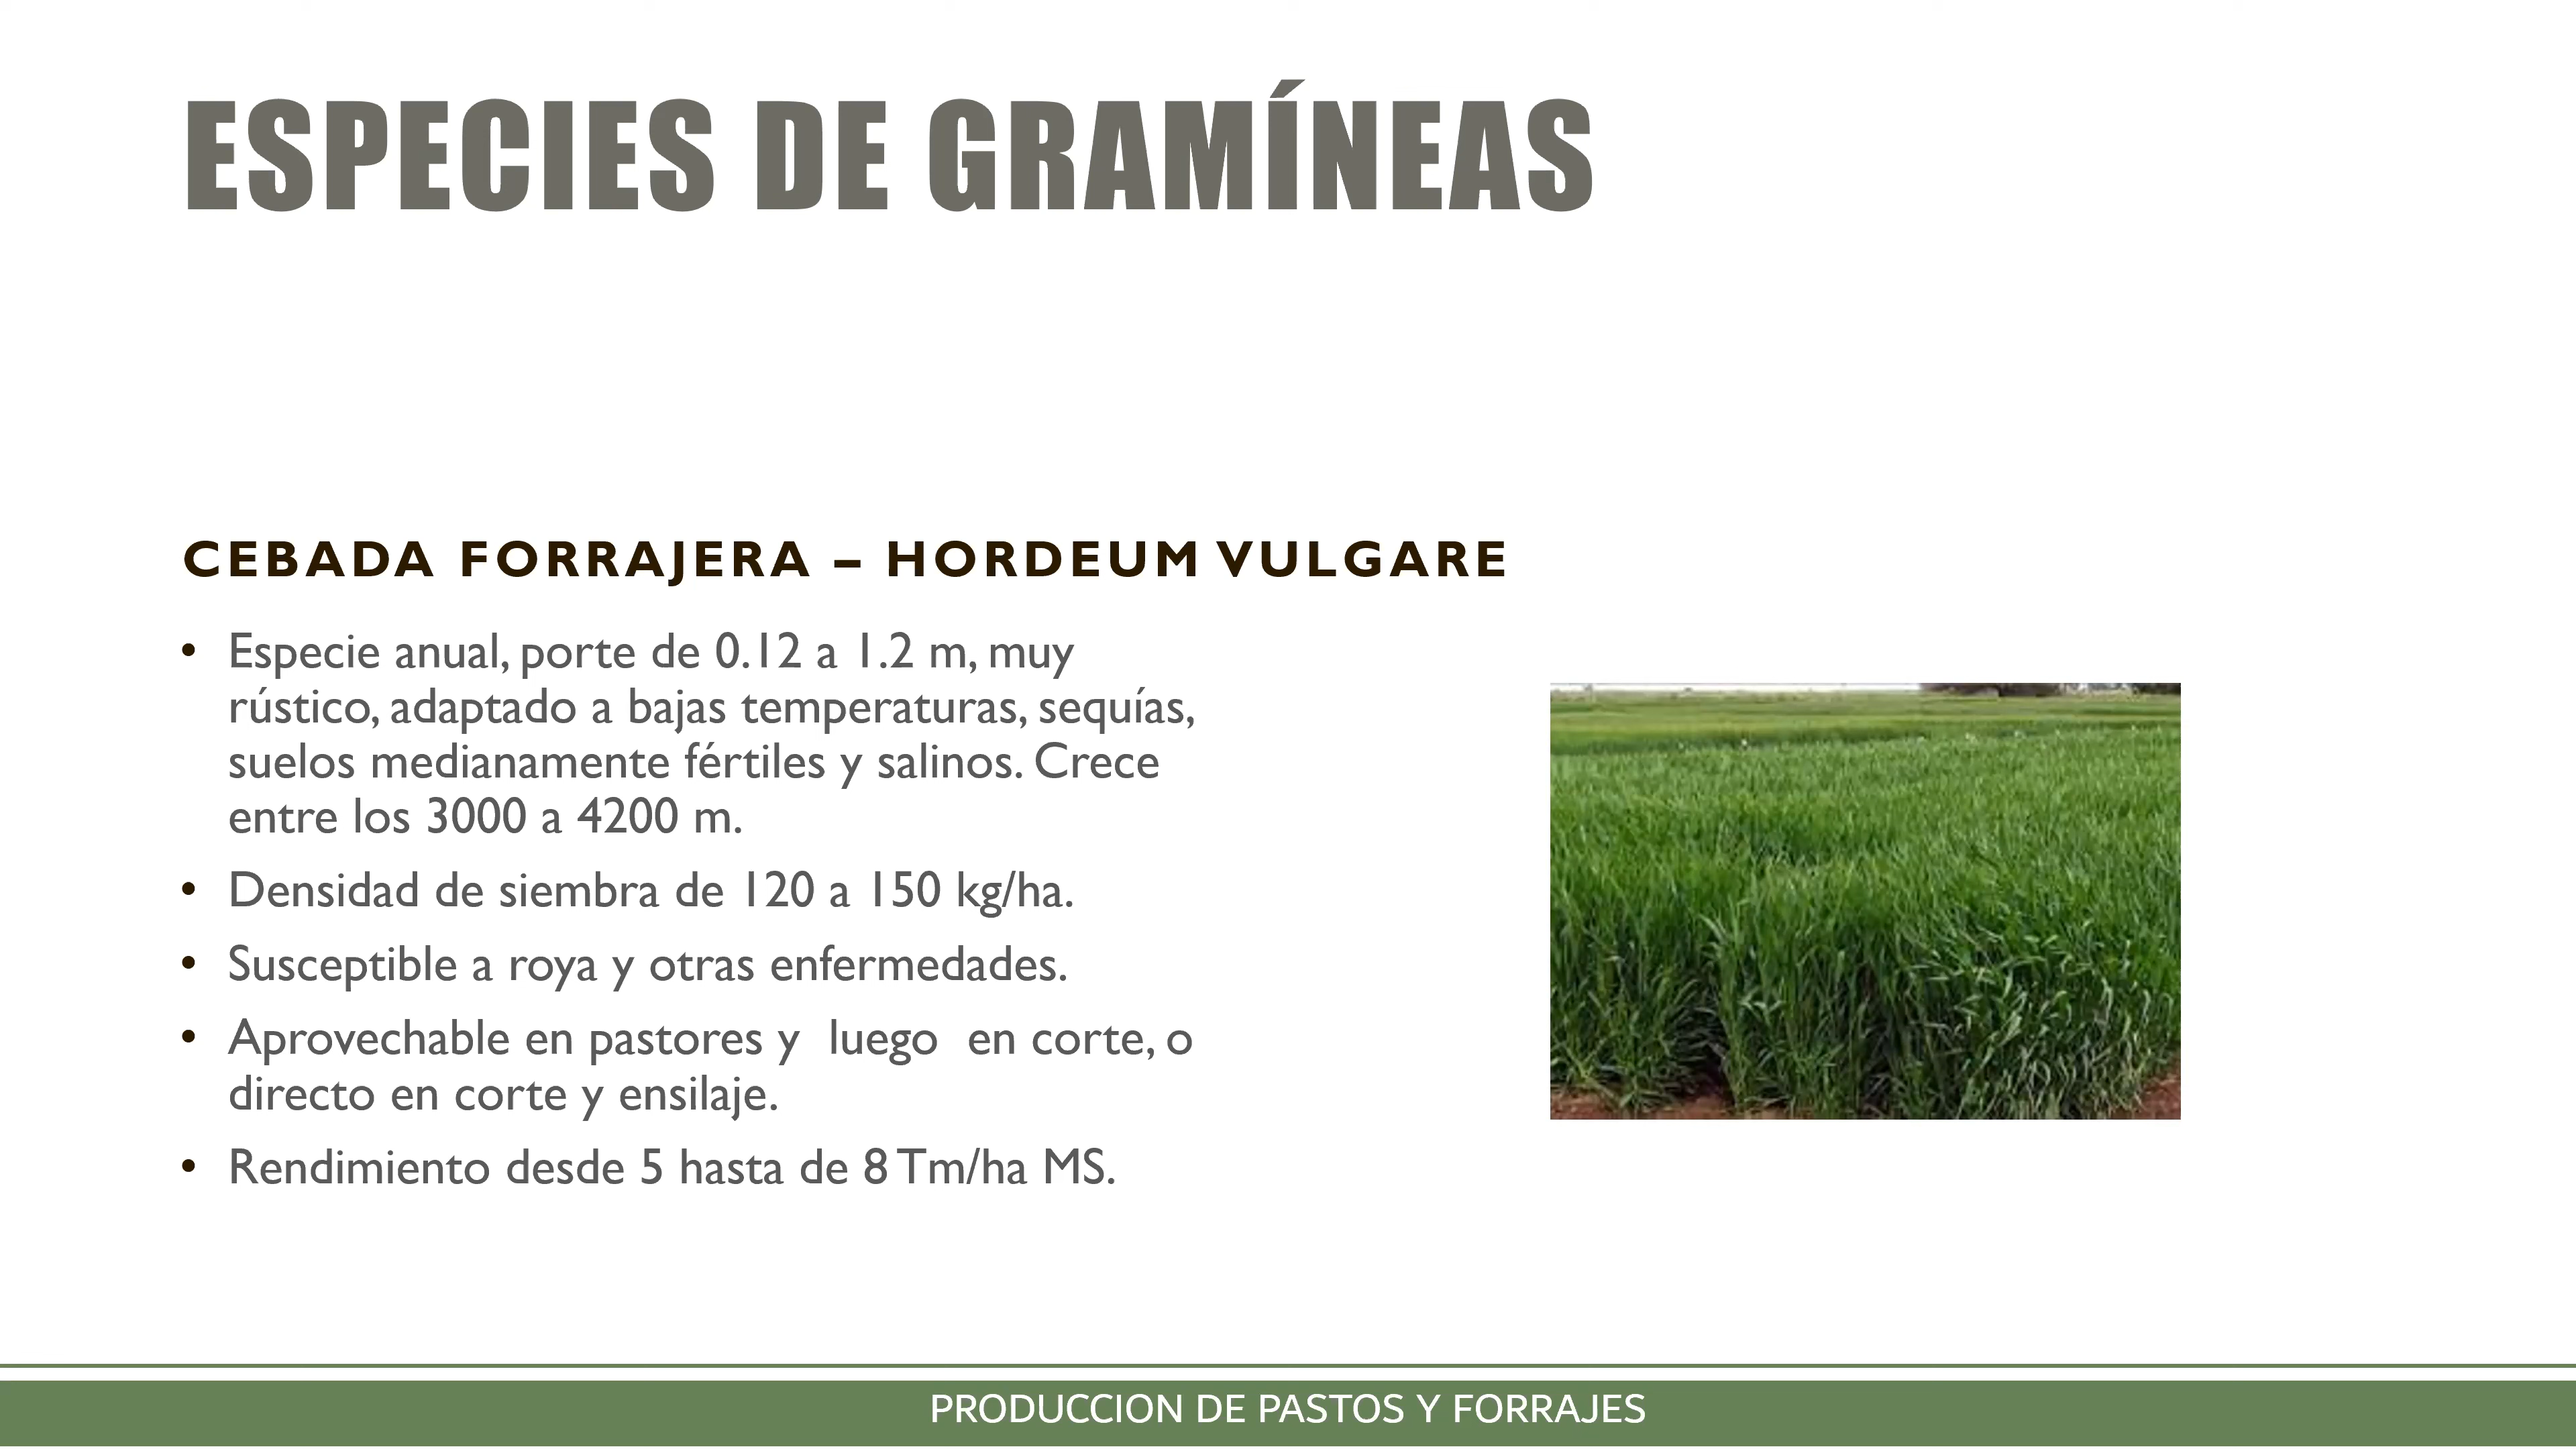 ESPECIES DE GRAMÍNEAS
CEBADA FORRAJERA – HORDEUM VULGARE
• Especie anual, porte de 0.12 a 1.2 m, muy
rústico, adaptado a bajas temperaturas, sequías,
suelos medianamente fértiles y salinos. Crece
entre los 3000 a 4200 m.
• Densidad de siembra de 120 a 150 kg/ha.
• Susceptible a roya y otras enfermedades.
• Aprovechable en pastores y luego en corte, o
directo en corte y ensilaje.
• Rendimiento desde 5 hasta de 8 Tm/ha MS.
PRODUCCION DE PASTOS Y FORRAJES